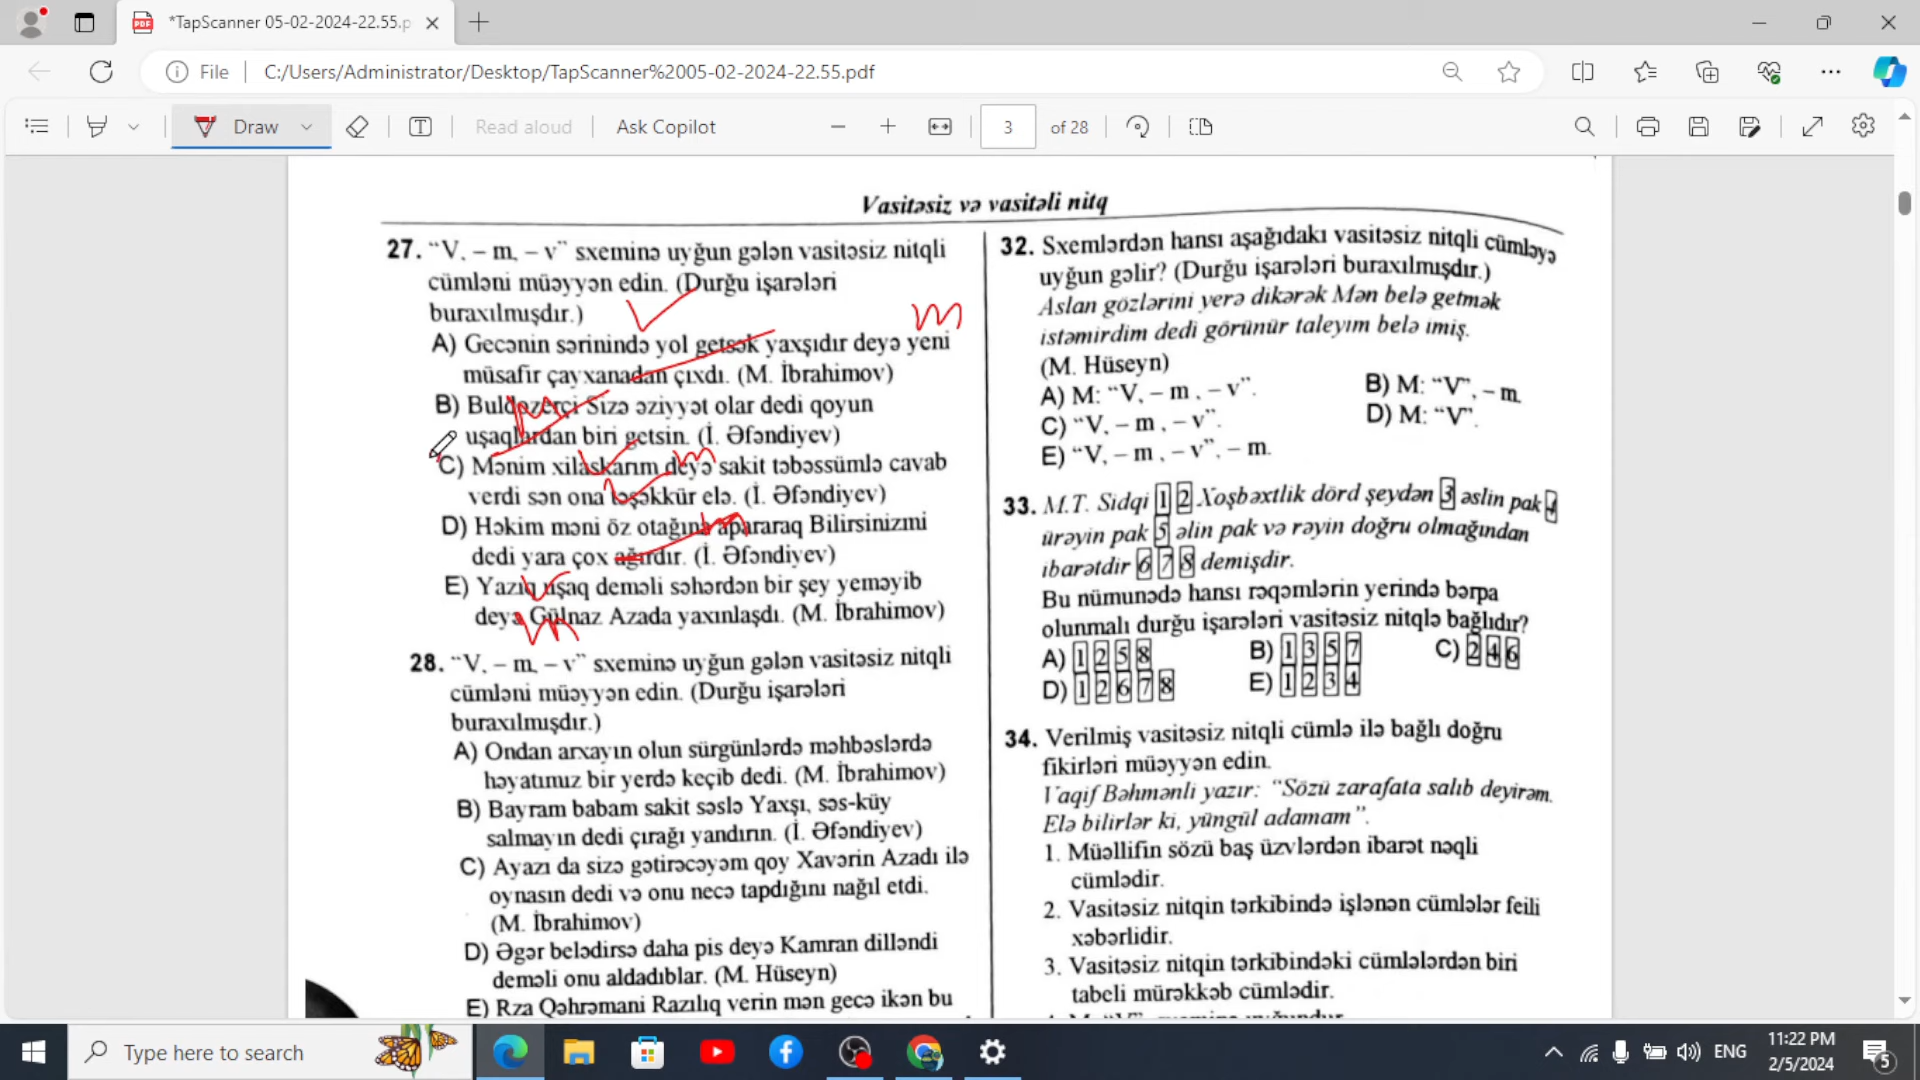 *TapScanner 05-02-2024-22.55.p
File
C:/Users/Administrator/Desktop/TapScanner%2005-02-2024-22.55.pdf
Draw
Read aloud
Ask Copilot
3
of 28
Vasitəsiz və vasitəli nitq
27. “V, – m, – v” sxeminə uyğun gələn vasitəsiz nitqli
cümləni müəyyən edin. (Durğu işarələri
buraxılmışdır.)
m
A) Gecənin sərinində yol getsək yaxşıdır deyə yeni
müsafir çayxanadan çıxdı. (M. İbrahimov)
B) Buldozerçi Sizə əziyyət olar dedi qoyun
uşaqlardan biri getsin. (İ. Əfəndiyev)
C) Mənim xilaskarım deyə sakit təbəssümlə cavab
verdi sən ona təşəkkür elə. (İ. Əfəndiyev)
D) Həkim məni öz otağına apararaq Bilirsinizmi
dedi yara çox ağırdır. (İ. Əfəndiyev)
E) Yazıq uşaq deməli səhərdən bir şey yeməyib
deyə Gülnaz Azada yaxınlaşdı. (M. İbrahimov)
28. “V, – m, – v” sxeminə uyğun gələn vasitəsiz nitqli
cümləni müəyyən edin. (Durğu işarələri
buraxılmışdır.)
A) Ondan arxayın olun sürgünlərdə məhbəslərdə
həyatımız bir yerdə keçib dedi. (M. İbrahimov)
B) Bayram babam sakit səslə Yaxşı, səs-küy
salmayın dedi çırağı yandırın. (İ. Əfəndiyev)
C) Ayazı da sizə gətirəcəyəm qoy Xavərin Azadı ilə
oynasın dedi və onu necə tapdığını nağıl etdi.
(M. İbrahimov)
D) Əgər belədirsə daha pis deyə Kamran dilləndi
deməli onu aldadıblar. (M. Hüseyn)
E) Rza Qəhrəmani Razılıq verin mən gecə ikən bu
32. Sxemlərdən hansı aşağıdakı vasitəsiz nitqli cümləyə
uyğun gəlir? (Durğu işarələri buraxılmışdır.)
Aslan gözlərini yerə dikərək Mən belə getmək
istəmirdim dedi görünür taleyim belə imiş.
(M. Hüseyn)
A) M: “V, – m , – v”.
B) M: “V”, – m.
C) “V, – m , – v”.
D) M: “V”.
E) “V, – m , – v”, – m.
33. M.T. Sidqi 1 2 Xoşbəxtlik dörd şeydən 3 əslin pak 4
ürəyin pak 5 əlin pak və rəyin doğru olmağından
ibarətdir 6 7 8 demişdir.
Bu nümunədə hansı rəqəmlərin yerində bərpa
olunmalı durğu işarələri vasitəsiz nitqlə bağlıdır?
A) 1 2 5 8
B) 1 3 5 7
C) 2 4 6
D) 1 2 6 7 8
E) 1 2 3 4
34. Verilmiş vasitəsiz nitqli cümlə ilə bağlı doğru
fikirləri müəyyən edin.
Vaqif Bəhmənli yazır: “Sözü zarafata salıb deyirəm.
Elə bilirlər ki, yüngül adamam”.
1. Müəllifin sözü baş üzvlərdən ibarət nəqli
cümlədir.
2. Vasitəsiz nitqin tərkibində işlənən cümlələr feili
xəbərlidir.
3. Vasitəsiz nitqin tərkibindəki cümlələrdən biri
tabeli mürəkkəb cümlədir.
Type here to search
ENG
11:22 PM
2/5/2024
5